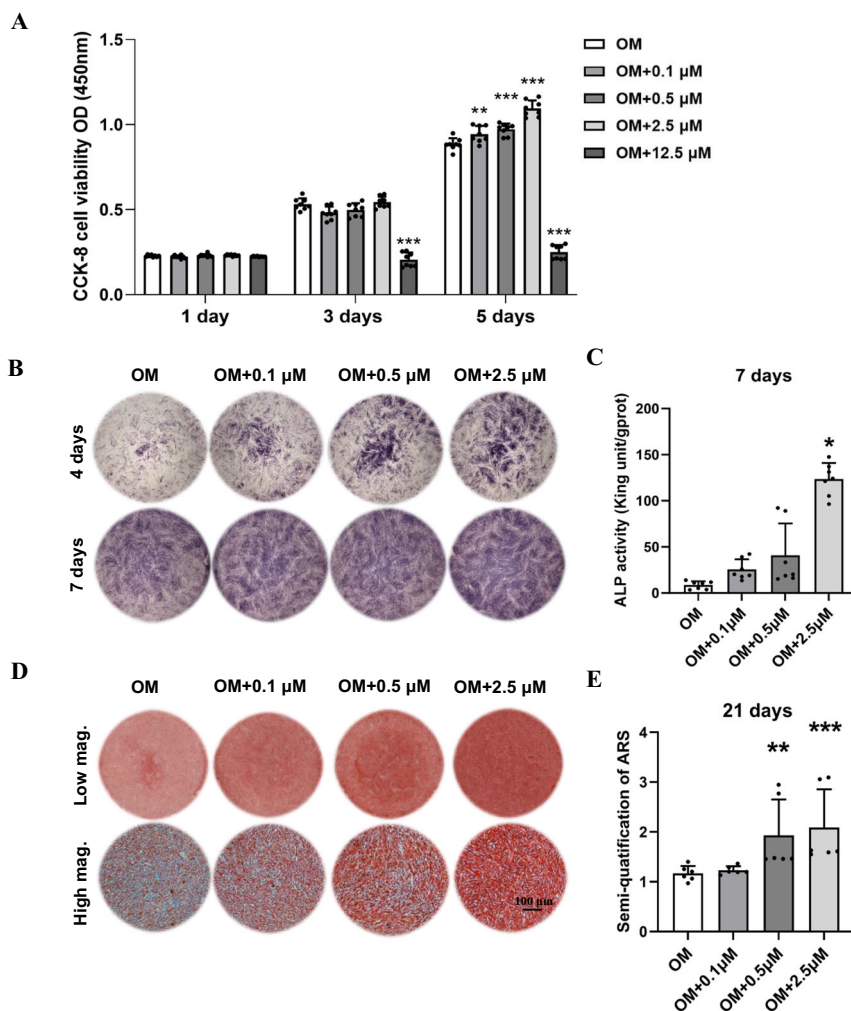 A
CCK-8 cell viability OD (450nm)
1.5
1.0
0.5
0.0
***
***
**
***
***
1 day
3 days
5 days
OM
OM+0.1 μM
OM+0.5 μM
OM+2.5 μM
OM+12.5 μM
B
OM
OM+0.1 μM
OM+0.5 μM
OM+2.5 μM
4 days
7 days
C
7 days
ALP activity (King unit/gprot)
200
150
100
50
0
*
OM
OM+0.1μM
OM+0.5μM
OM+2.5μM
D
OM
OM+0.1 μM
OM+0.5 μM
OM+2.5 μM
Low mag.
High mag.
100 μm
E
21 days
Semi-quatification of ARS
4
3
2
1
0
**
***
OM
OM+0.1μM
OM+0.5μM
OM+2.5μM